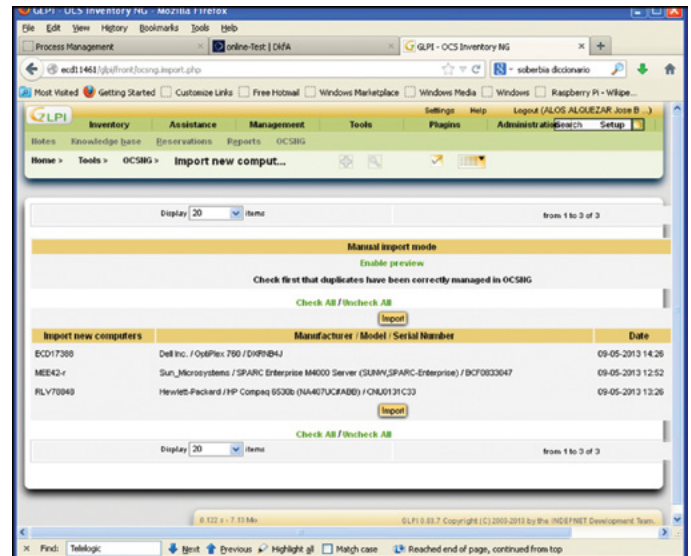 GLPI - OCS Inventory NG - Mozilla Firefox
File Edit View History Bookmarks Tools Help
Process Management
online-Test | DkfA
GLPI - OCS Inventory NG
ecd11461/glpi/front/ocsng.import.php
soberbia diccionario
Most Visited Getting Started Customize Links Free Hotmail Windows Marketplace Windows Media Windows Raspberry Pi - Wikipe...
GLPI
Settings Help Logout (ALOS ALQUEZAR Jose B ...)
Inventory Assistance Management Tools Plugins Administration Search Setup
Notes Knowledge base Reservations Reports OCSNG
Home > Tools > OCSNG > Import new comput...
Display 20 items from 1 to 3 of 3
Manual import mode
Enable preview
Check first that duplicates have been correctly managed in OCSNG
Check All / Uncheck All
Import
Import new computers Manufacturer / Model / Serial Number Date
ECD17388 Dell Inc. / OptiPlex 760 / DXRNB4J 09-05-2013 14:26
MEE42-r Sun_Microsystems / SPARC Enterprise M4000 Server (SUNW,SPARC-Enterprise) / BCF0833047 09-05-2013 12:52
RLV78848 Hewlett-Packard / HP Compaq 6530b (NA407UC#ABB) / CNU0131C33 09-05-2013 13:26
Import
Check All / Uncheck All
Display 20 items from 1 to 3 of 3
0.122 s - 7.13 Mo GLPI 0.83.7 Copyright (C) 2003-2013 by the INDEPNET Development Team.
Find: Telelogic Next Previous Highlight all Match case Reached end of page, continued from top